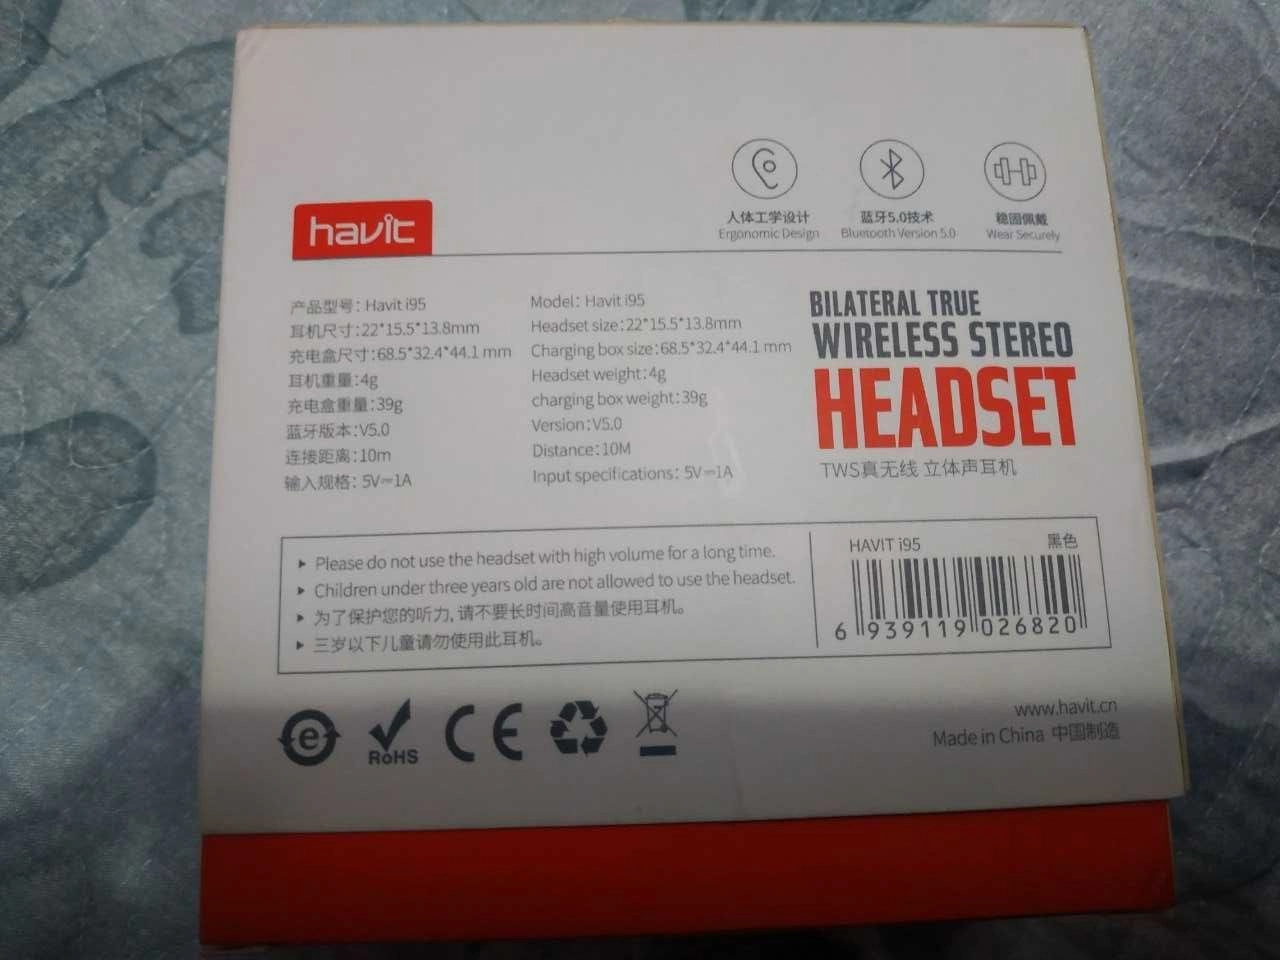 人体工学设计
Ergonomic Design
蓝牙5.0技术
Bluetooth Version 5.0
稳固佩戴
Wear Securely
havit
产品型号: Havit i95
耳机尺寸:22*15.5*13.8mm
充电盒尺寸:68.5*32.4*44.1 mm
耳机重量:4g
充电盒重量:39g
蓝牙版本:V5.0
连接距离:10m
输入规格: 5V⎓1A
Model: Havit i95
Headset size:22*15.5*13.8mm
Charging box size:68.5*32.4*44.1 mm
Headset weight:4g
charging box weight:39g
Version:V5.0
Distance:10M
Input specifications: 5V⎓1A
BILATERAL TRUE
WIRELESS STEREO
HEADSET
TWS真无线 立体声耳机
▸ Please do not use the headset with high volume for a long time.
▸ Children under three years old are not allowed to use the headset.
▸ 为了保护您的听力, 请不要长时间高音量使用耳机。
▸ 三岁以下儿童请勿使用此耳机。
HAVIT i95 黑色
6 939119 026820
e
RoHS
CE
www.havit.cn
Made in China 中国制造